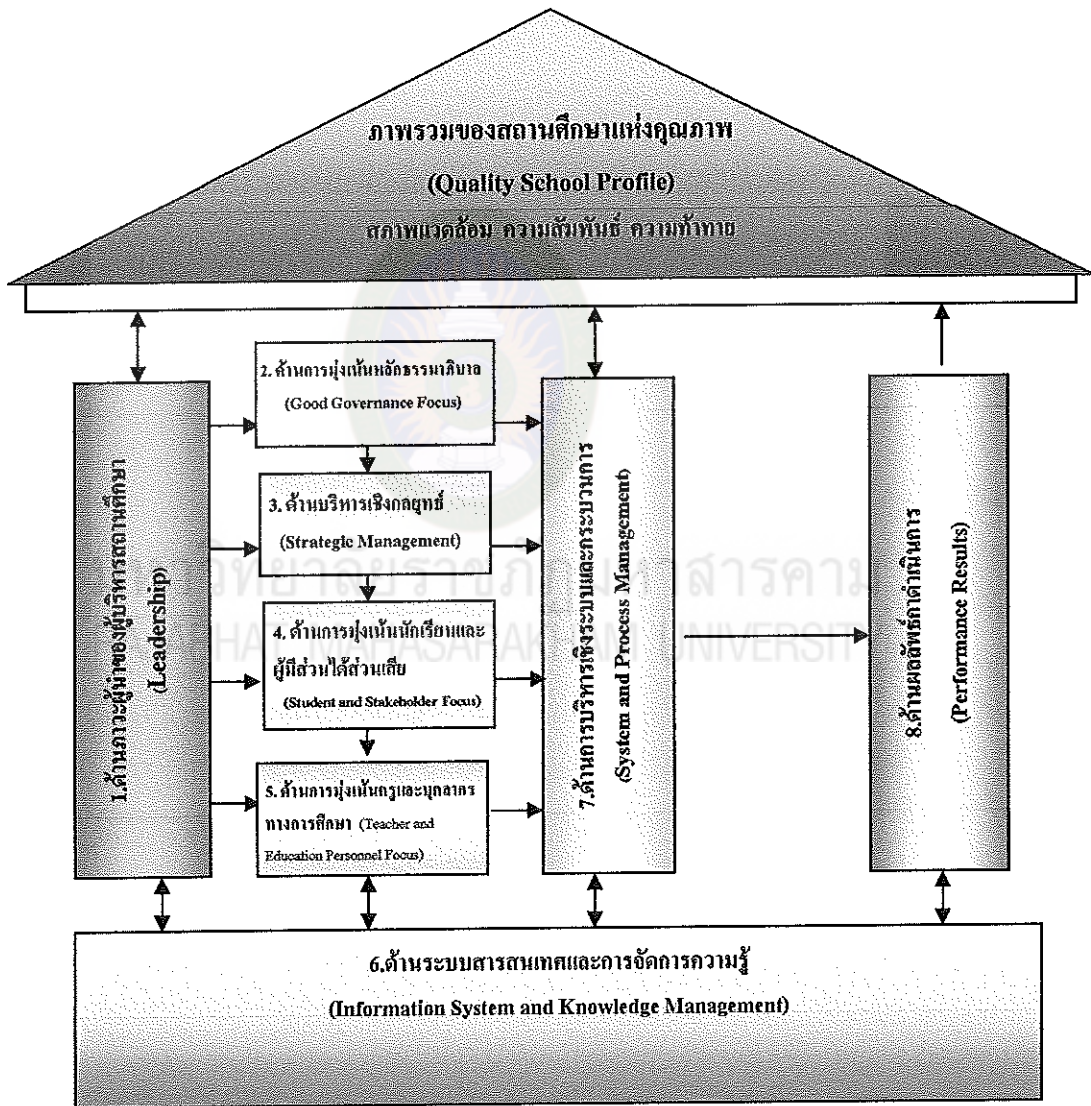 ภาพรวมของสถานศึกษาแห่งคุณภาพ
(Quality School Profile)
สภาพแวดล้อม ความสัมพันธ์ ความท้าทาย
1.ด้านภาวะผู้นำของผู้บริหารสถานศึกษา
(Leadership)
2. ด้านการมุ่งเน้นหลักธรรมาภิบาล
(Good Governance Focus)
3. ด้านบริหารเชิงกลยุทธ์
(Strategic Management)
4. ด้านการมุ่งเน้นนักเรียนและ
ผู้มีส่วนได้ส่วนเสีย
(Student and Stakeholder Focus)
5. ด้านการมุ่งเน้นครูและบุคลากร
ทางการศึกษา (Teacher and
Education Personnel Focus)
7.ด้านการบริหารเชิงระบบและกระบวนการ
(System and Process Management)
8.ด้านผลลัพธ์การดำเนินการ
(Performance Results)
6.ด้านระบบสารสนเทศและการจัดการความรู้
(Information System and Knowledge Management)